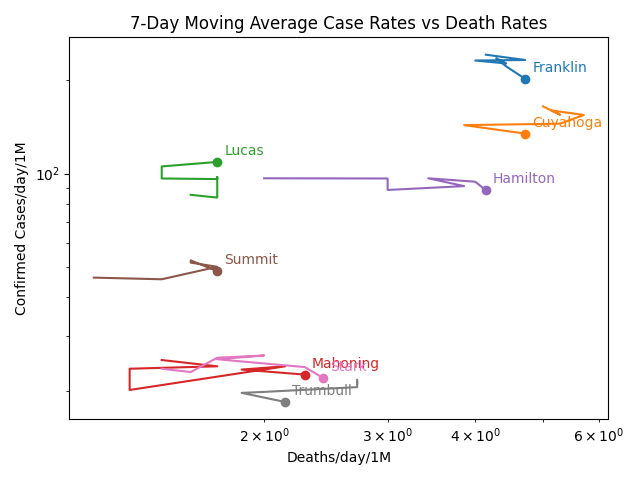 7-Day Moving Average Case Rates vs Death Rates
Franklin
Cuyahoga
Lucas
Hamilton
Summit
Mahoning
Stark
Trumbull
10²
Confirmed Cases/day/1M
2 × 10⁰ 3 × 10⁰ 4 × 10⁰ 6 × 10⁰
Deaths/day/1M